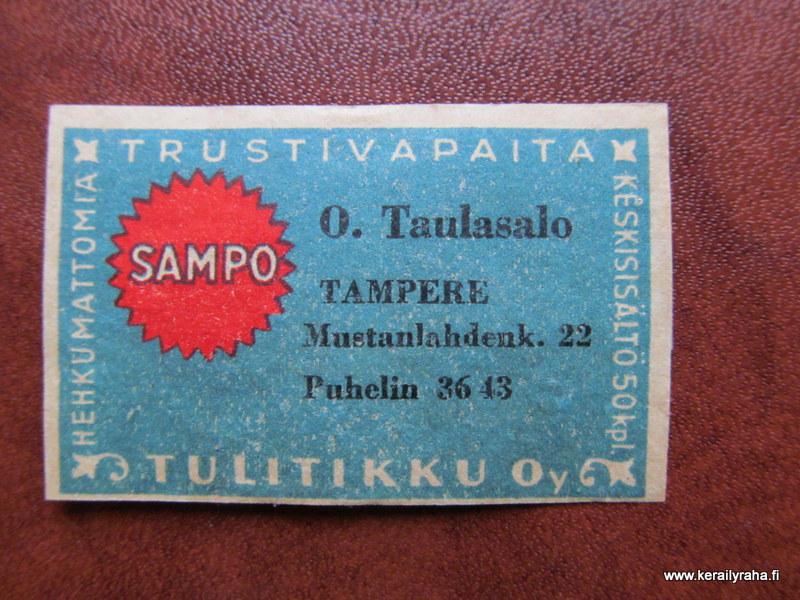 TRUSTIVAPAITA
HEHKUMATTOMIA
SAMPO
O. Taulasalo
TAMPERE
Mustanlahdenk. 22
Puhelin 36 43
KESKISISÄLTÖ 50 kpl.
TULITIKKU Oy
www.kerailyraha.fi